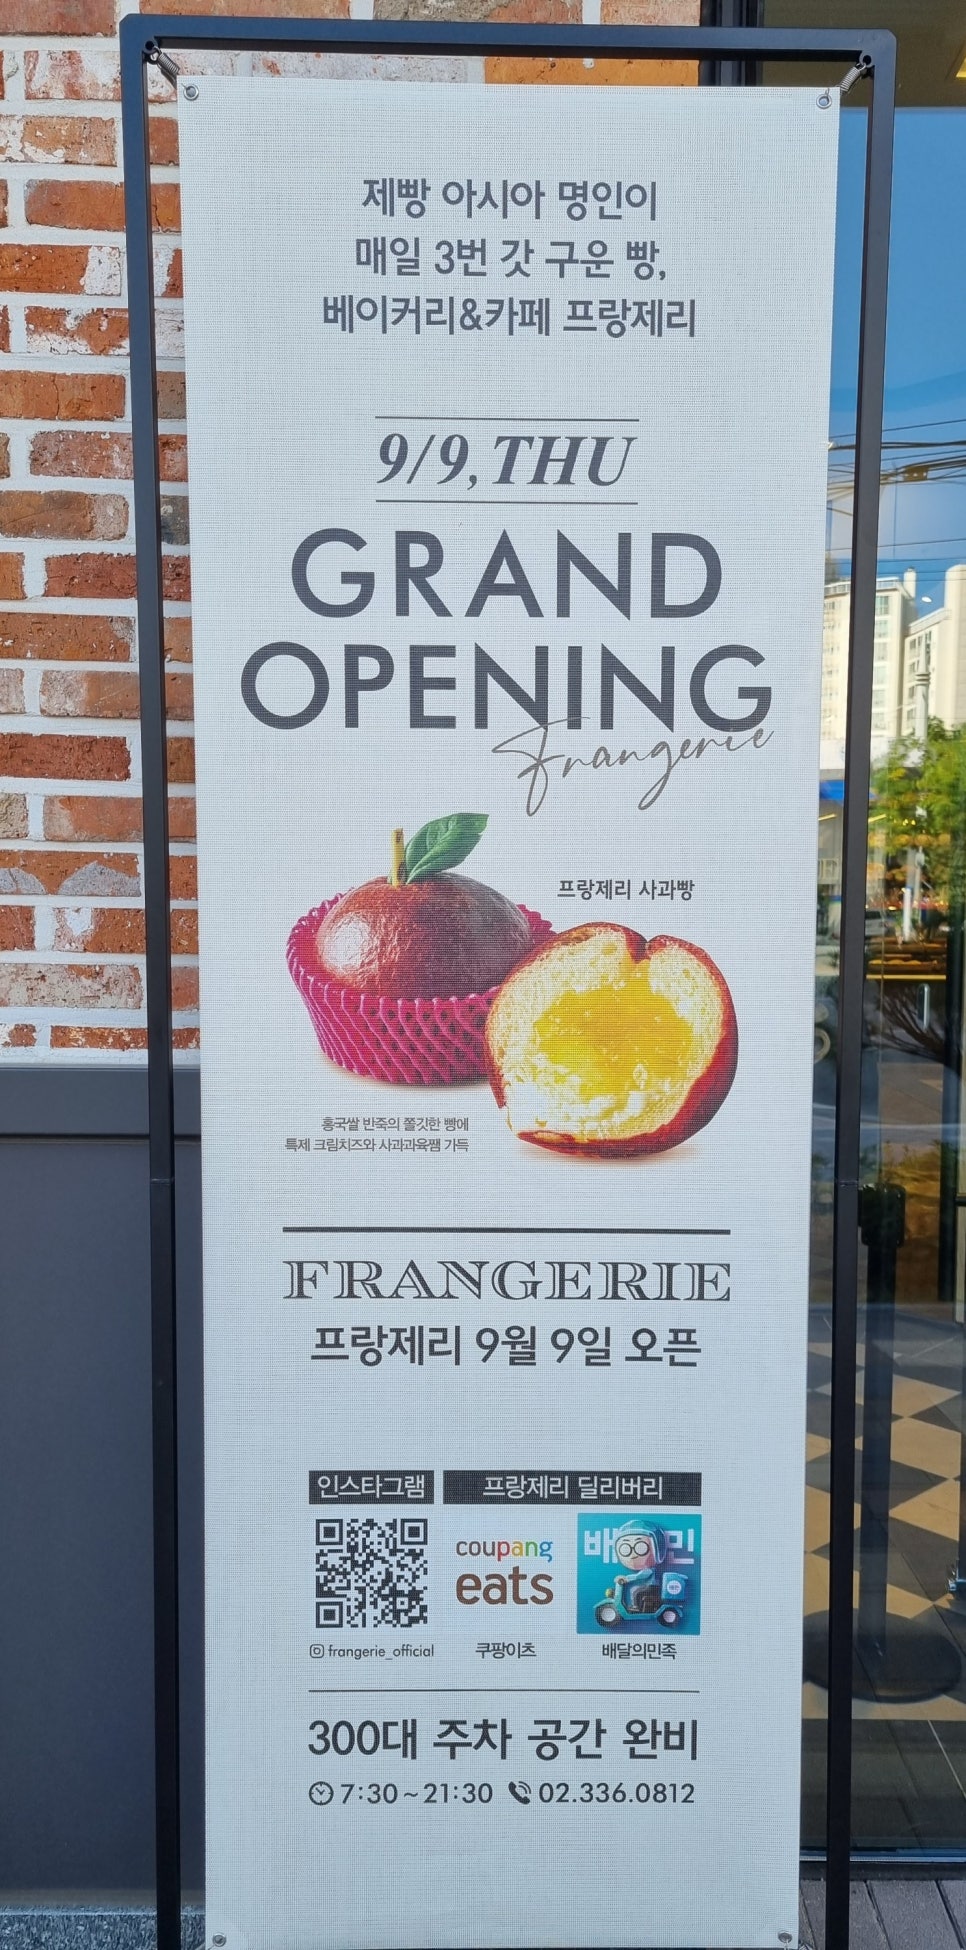 제빵 아시아 명인이
매일 3번 갓 구운 빵,
베이커리&카페 프랑제리
9/9, THU
GRAND
OPENING
Frangerie
프랑제리 사과빵
홍국쌀 반죽의 쫄깃한 빵에
특제 크림치즈와 사과과육쨈 가득
FRANGERIE
프랑제리 9월 9일 오픈
인스타그램
프랑제리 딜리버리
coupang
eats
배민
frangerie_official
쿠팡이츠
배달의민족
300대 주차 공간 완비
7:30~21:30 02.336.0812